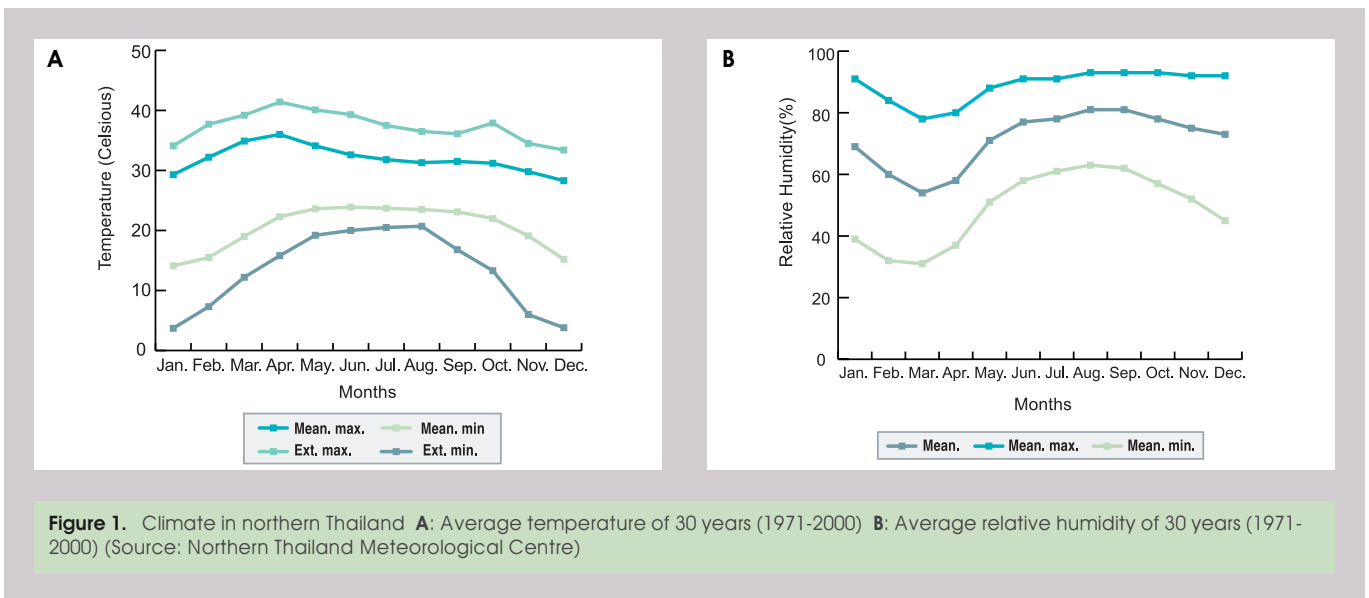 A
50
40
30
20
10
0
Temperature (Celsious)
Jan. Feb. Mar. Apr. May. Jun. Jul. Aug. Sep. Oct. Nov. Dec.
Months
Mean. max. Mean. min
Ext. max. Ext. min.
B
100
80
60
40
20
0
Relative Humidity(%)
Jan. Feb. Mar. Apr. May. Jun. Jul. Aug. Sep. Oct. Nov. Dec.
Months
Mean. Mean. max. Mean. min.
Figure 1. Climate in northern Thailand A: Average temperature of 30 years (1971-2000) B: Average relative humidity of 30 years (1971-
2000) (Source: Northern Thailand Meteorological Centre)